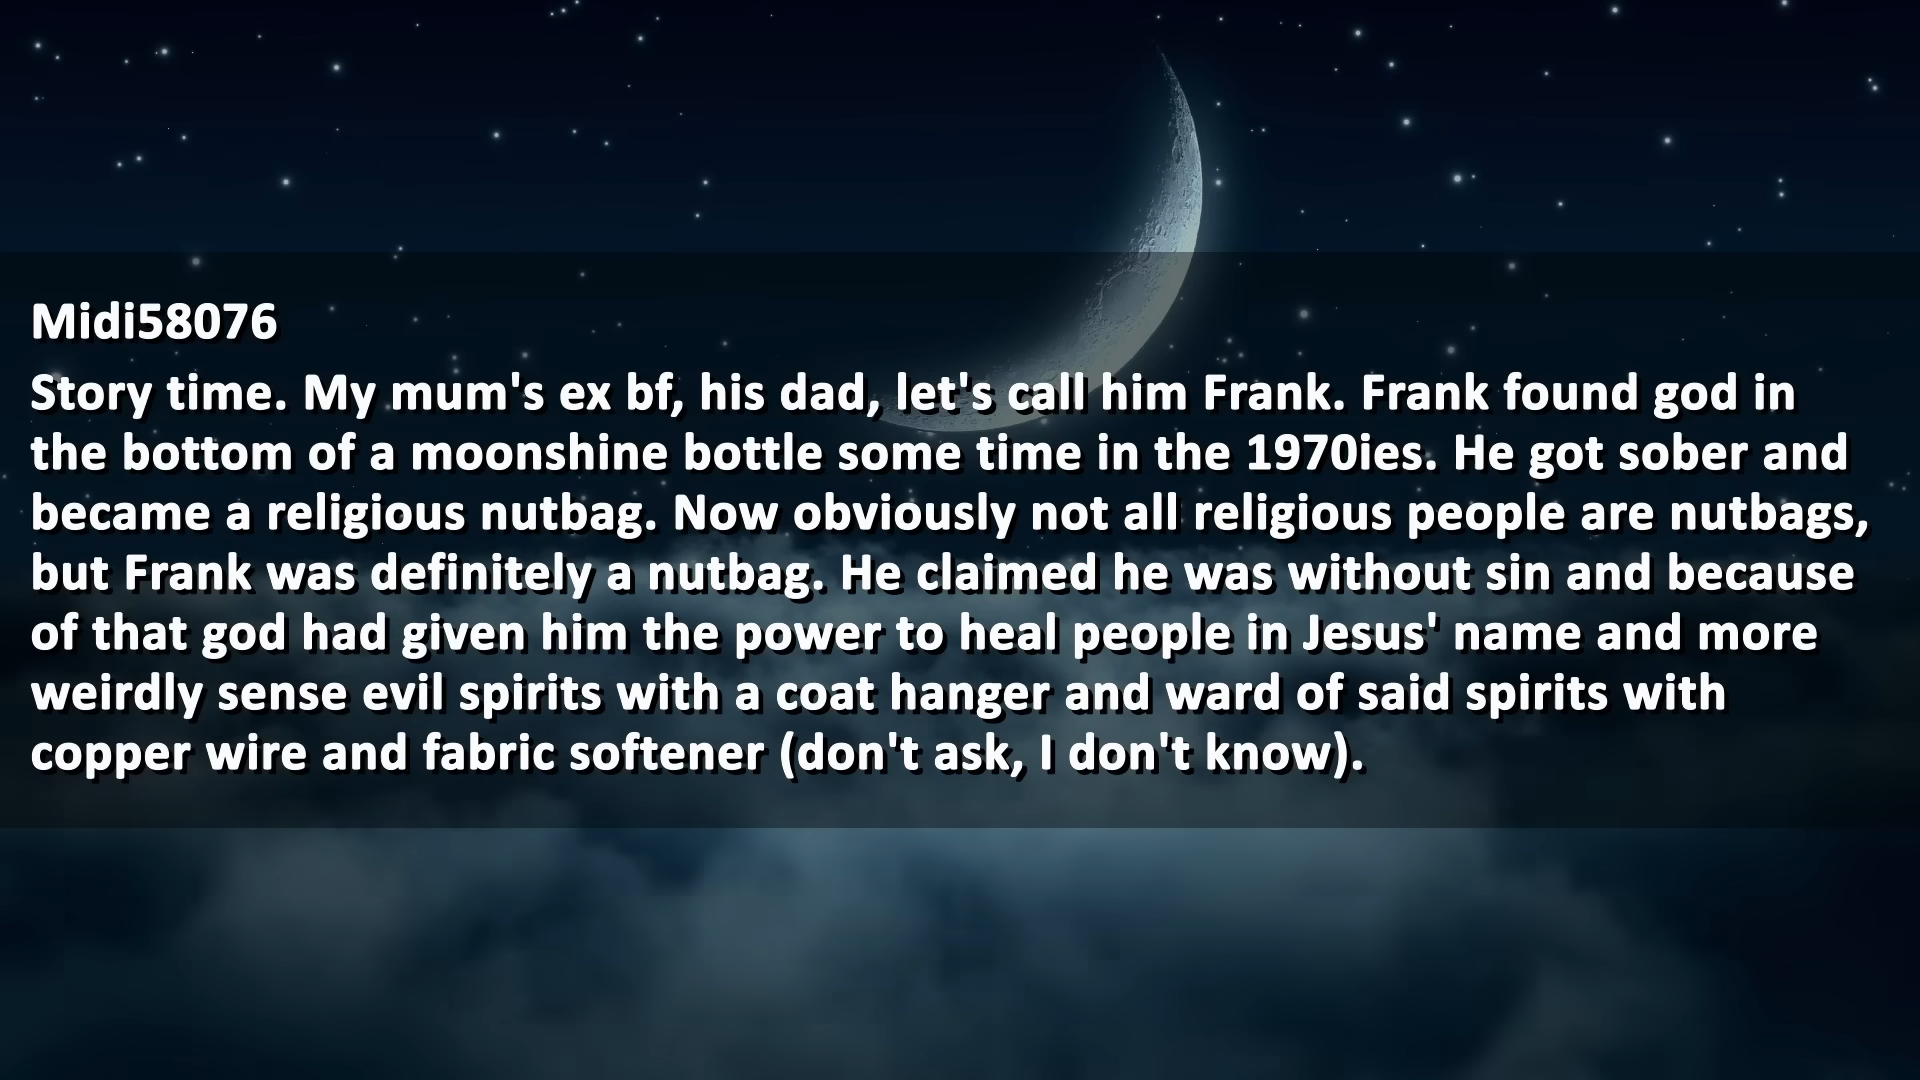 Midi58076
Story time. My mum's ex bf, his dad, let's call him Frank. Frank found god in
the bottom of a moonshine bottle some time in the 1970ies. He got sober and
became a religious nutbag. Now obviously not all religious people are nutbags,
but Frank was definitely a nutbag. He claimed he was without sin and because
of that god had given him the power to heal people in Jesus' name and more
weirdly sense evil spirits with a coat hanger and ward of said spirits with
copper wire and fabric softener (don't ask, I don't know).